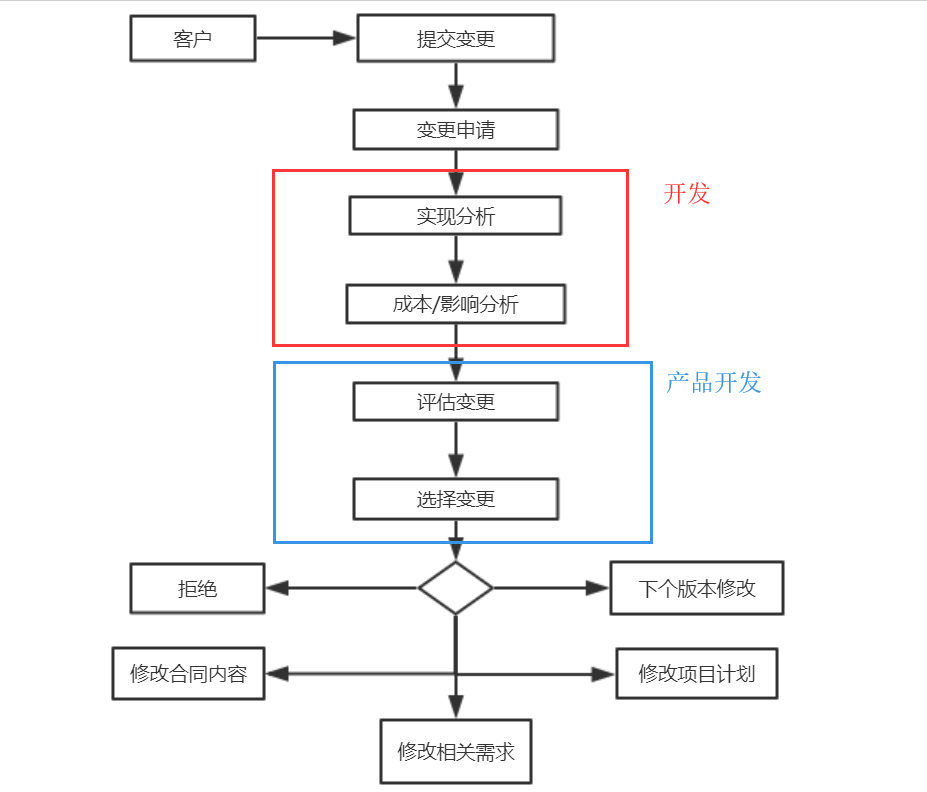 客户
提交变更
变更申请
开发
实现分析
成本/影响分析
产品开发
评估变更
选择变更
拒绝
下个版本修改
修改合同内容
修改项目计划
修改相关需求